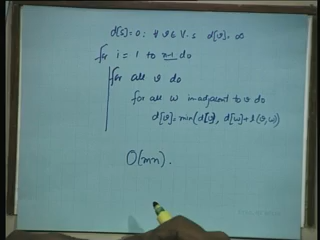 d[s]=0; ∀ v∈V-s d[v]=∞
for i = 1 to n-1 do
for all v do
for all w in adjacent to v do
d[v]=min(d[v], d[w]+l(v,w))
O(mn).